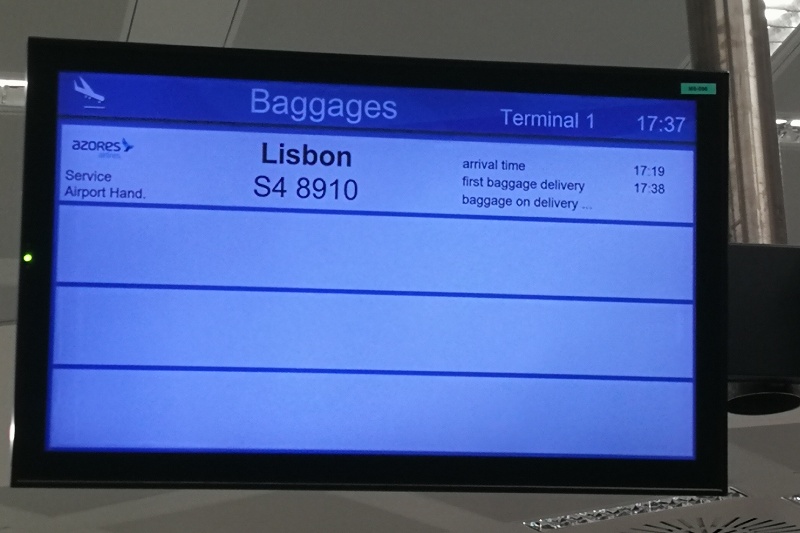 Baggages Terminal 1 17:37
azores airlines
Lisbon
S4 8910
Service
Airport Hand.
arrival time 17:19
first baggage delivery 17:38
baggage on delivery ...